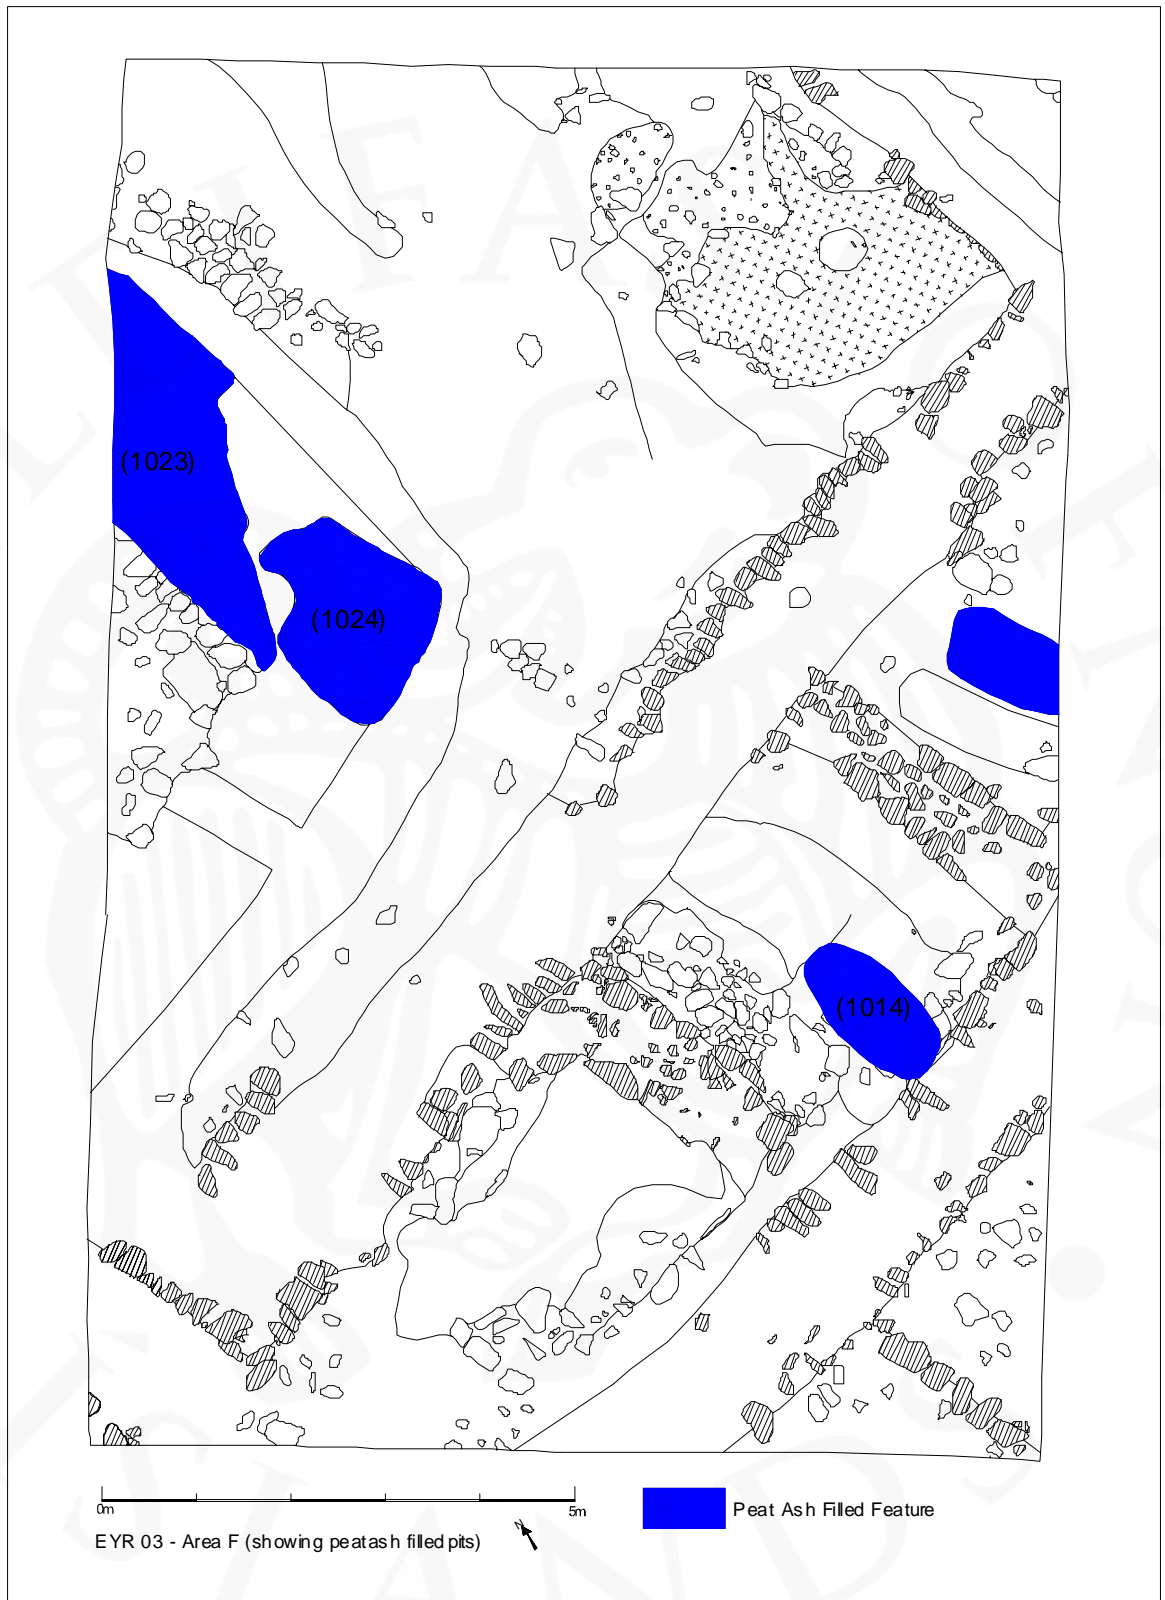 (1023)
(1024)
(1014)
0m 5m
Peat Ash Filled Feature
N
EYR 03 - Area F (showing peatash filled pits)